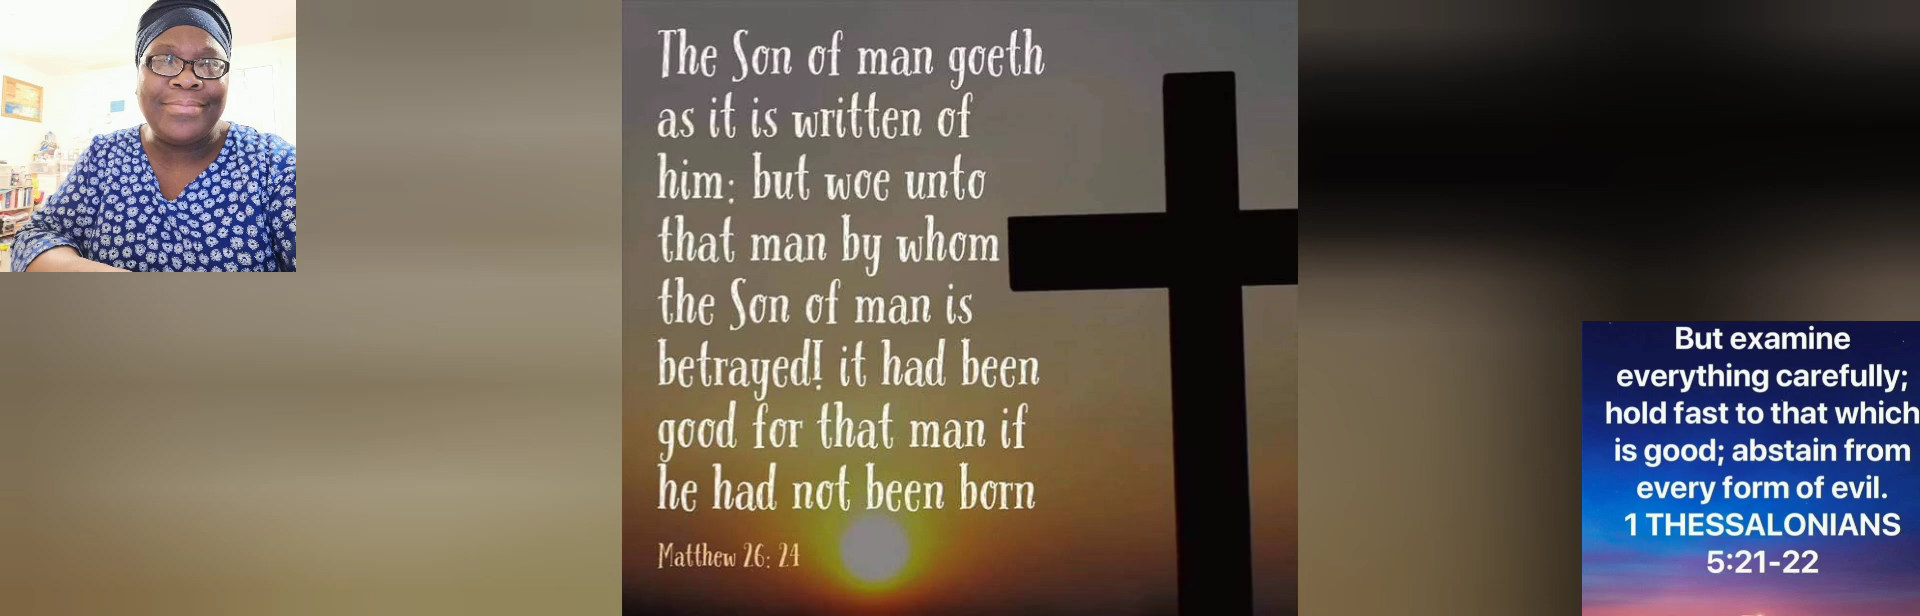 The Son of man goeth
as it is written of
him: but woe unto
that man by whom
the Son of man is
betrayed! it had been
good for that man if
he had not been born
Matthew 26: 24
But examine
everything carefully;
hold fast to that which
is good; abstain from
every form of evil.
1 THESSALONIANS
5:21-22